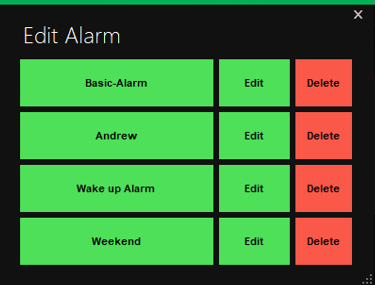 Edit Alarm
Basic-Alarm Edit Delete
Andrew Edit Delete
Wake up Alarm Edit Delete
Weekend Edit Delete